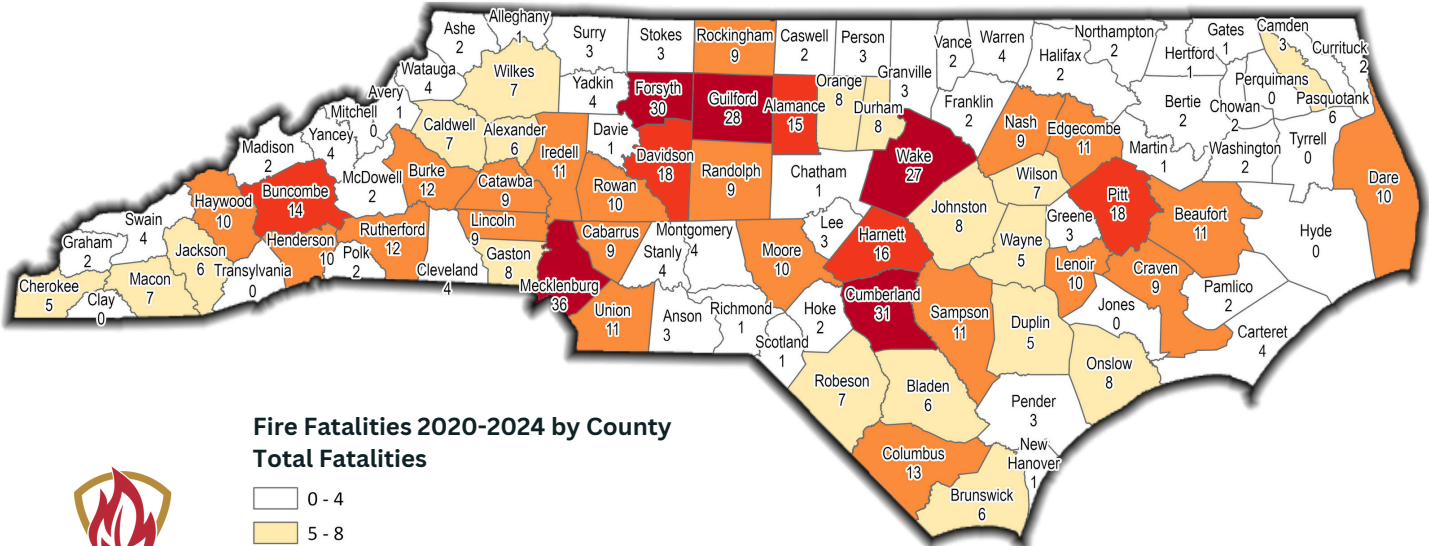 Ashe
2
Alleghany
1
Surry
3
Stokes
3
Rockingham
9
Caswell
2
Person
3
Granville
3
Vance
2
Warren
4
Northampton
2
Halifax
2
Hertford
1
Gates
1
Camden
3
Currituck
2
Watauga
4
Wilkes
7
Yadkin
4
Forsyth
30
Guilford
28
Alamance
15
Orange
8
Durham
8
Franklin
2
Nash
9
Edgecombe
11
Bertie
2
Chowan
2
Perquimans
0
Pasquotank
6
Avery
1
Mitchell
0
Yancey
4
Madison
2
Caldwell
7
Alexander
6
Iredell
11
Davie
1
Davidson
18
Randolph
9
Chatham
1
Wake
27
Wilson
7
Martin
1
Washington
2
Tyrrell
0
Dare
10
McDowell
2
Burke
12
Catawba
9
Rowan
10
Haywood
10
Buncombe
14
Johnston
8
Greene
3
Pitt
18
Beaufort
11
Hyde
0
Swain
4
Graham
2
Jackson
6
Henderson
10
Rutherford
12
Polk
2
Lincoln
9
Cleveland
4
Gaston
8
Cabarrus
9
Stanly
4
Montgomery
4
Moore
10
Lee
3
Harnett
16
Wayne
5
Lenoir
10
Craven
9
Pamlico
2
Cherokee
5
Clay
0
Macon
7
Transylvania
0
Mecklenburg
36
Union
11
Anson
3
Richmond
1
Scotland
1
Hoke
2
Cumberland
31
Sampson
11
Duplin
5
Jones
0
Carteret
4
Onslow
8
Robeson
7
Bladen
6
Pender
3
New
Hanover
1
Columbus
13
Brunswick
6
Fire Fatalities 2020-2024 by County
Total Fatalities
0 - 4
5 - 8